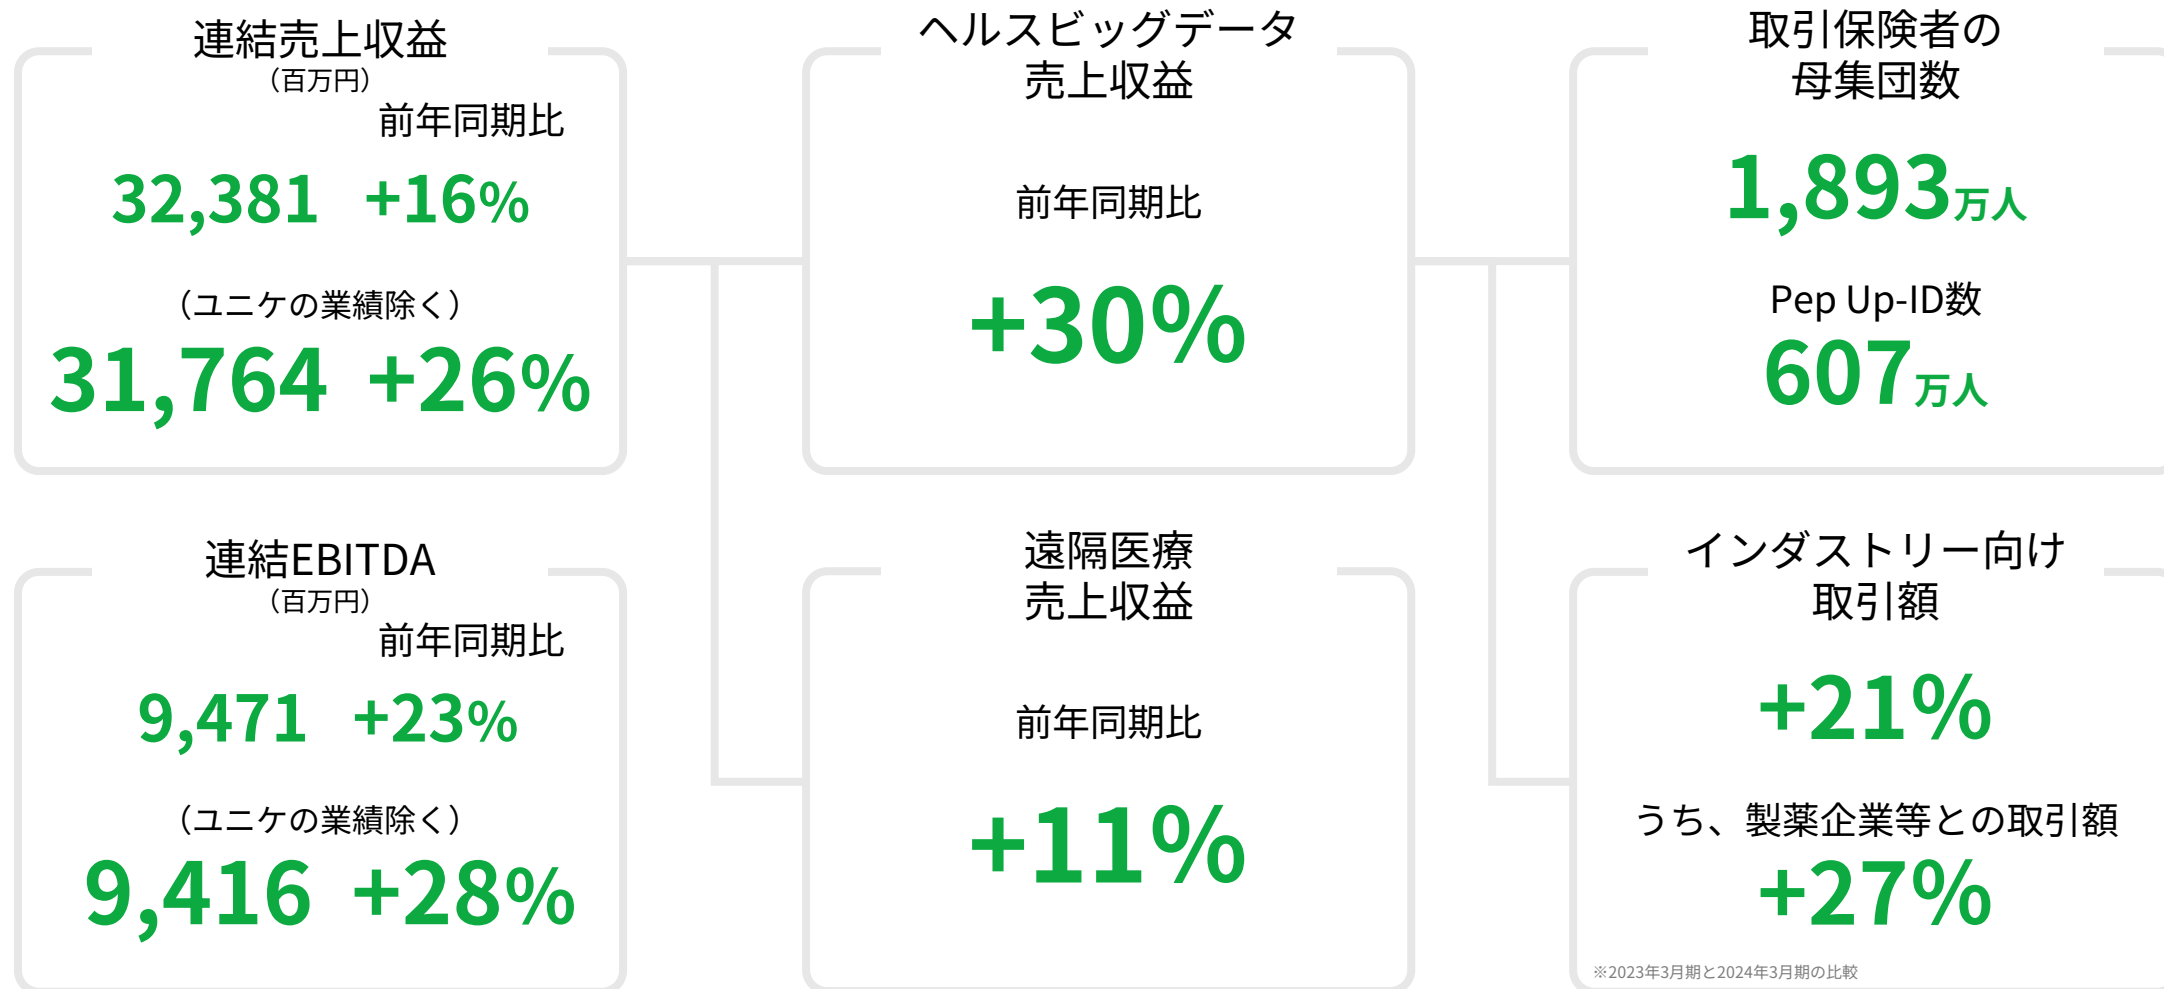 連結売上収益
（百万円）
前年同期比
32,381 +16%
（ユニケの業績除く）
31,764 +26%
連結EBITDA
（百万円）
前年同期比
9,471 +23%
（ユニケの業績除く）
9,416 +28%
ヘルスビッグデータ
売上収益
前年同期比
+30%
遠隔医療
売上収益
前年同期比
+11%
取引保険者の
母集団数
1,893万人
Pep Up-ID数
607万人
インダストリー向け
取引額
+21%
うち、製薬企業等との取引額
+27%
※2023年3月期と2024年3月期の比較